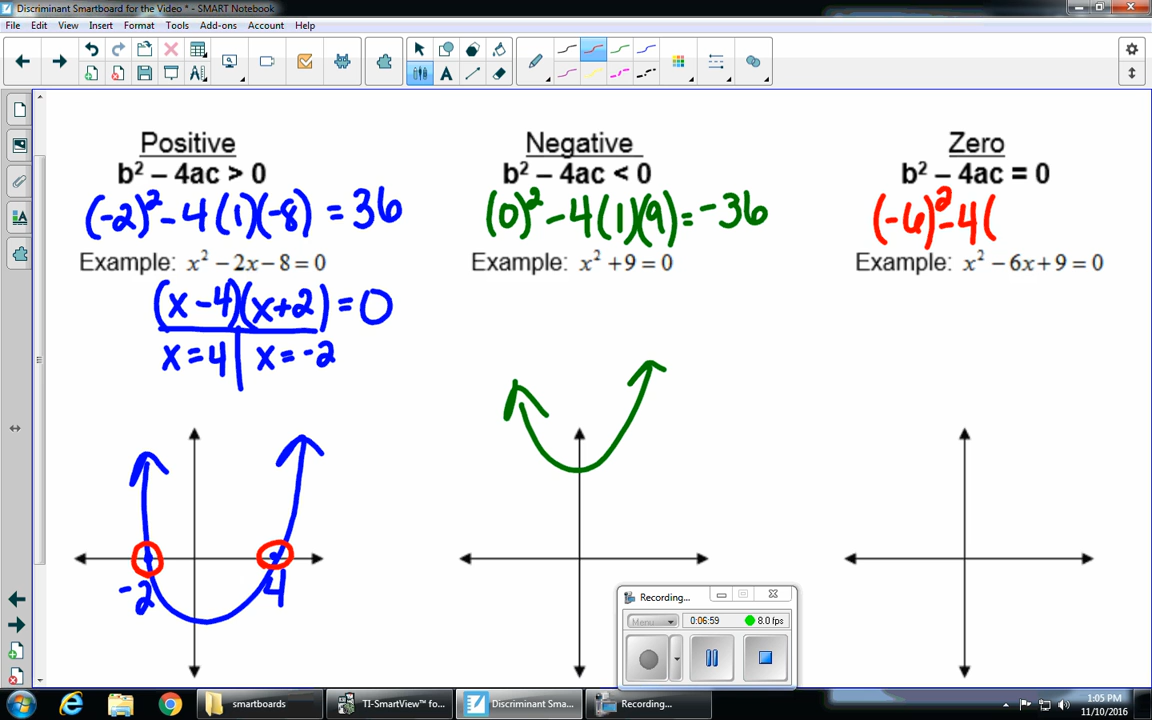 Discriminant Smartboard for the Video * - SMART Notebook
File Edit View Insert Format Tools Add-ons Account Help
Positive
b² – 4ac > 0
(-2)² - 4(1)(-8) = 36
Example: x² – 2x – 8 = 0
(x - 4)(x + 2) = 0
x = 4 | x = -2
-2
4
Negative
b² – 4ac < 0
(0)² - 4(1)(9) = -36
Example: x² + 9 = 0
Zero
b² – 4ac = 0
(-6)² - 4(
Example: x² – 6x + 9 = 0
Recording...
Menu
0:06:59
8.0 fps
smartboards
TI-SmartView™ fo...
Discriminant Sma...
Recording...
1:05 PM
11/10/2016